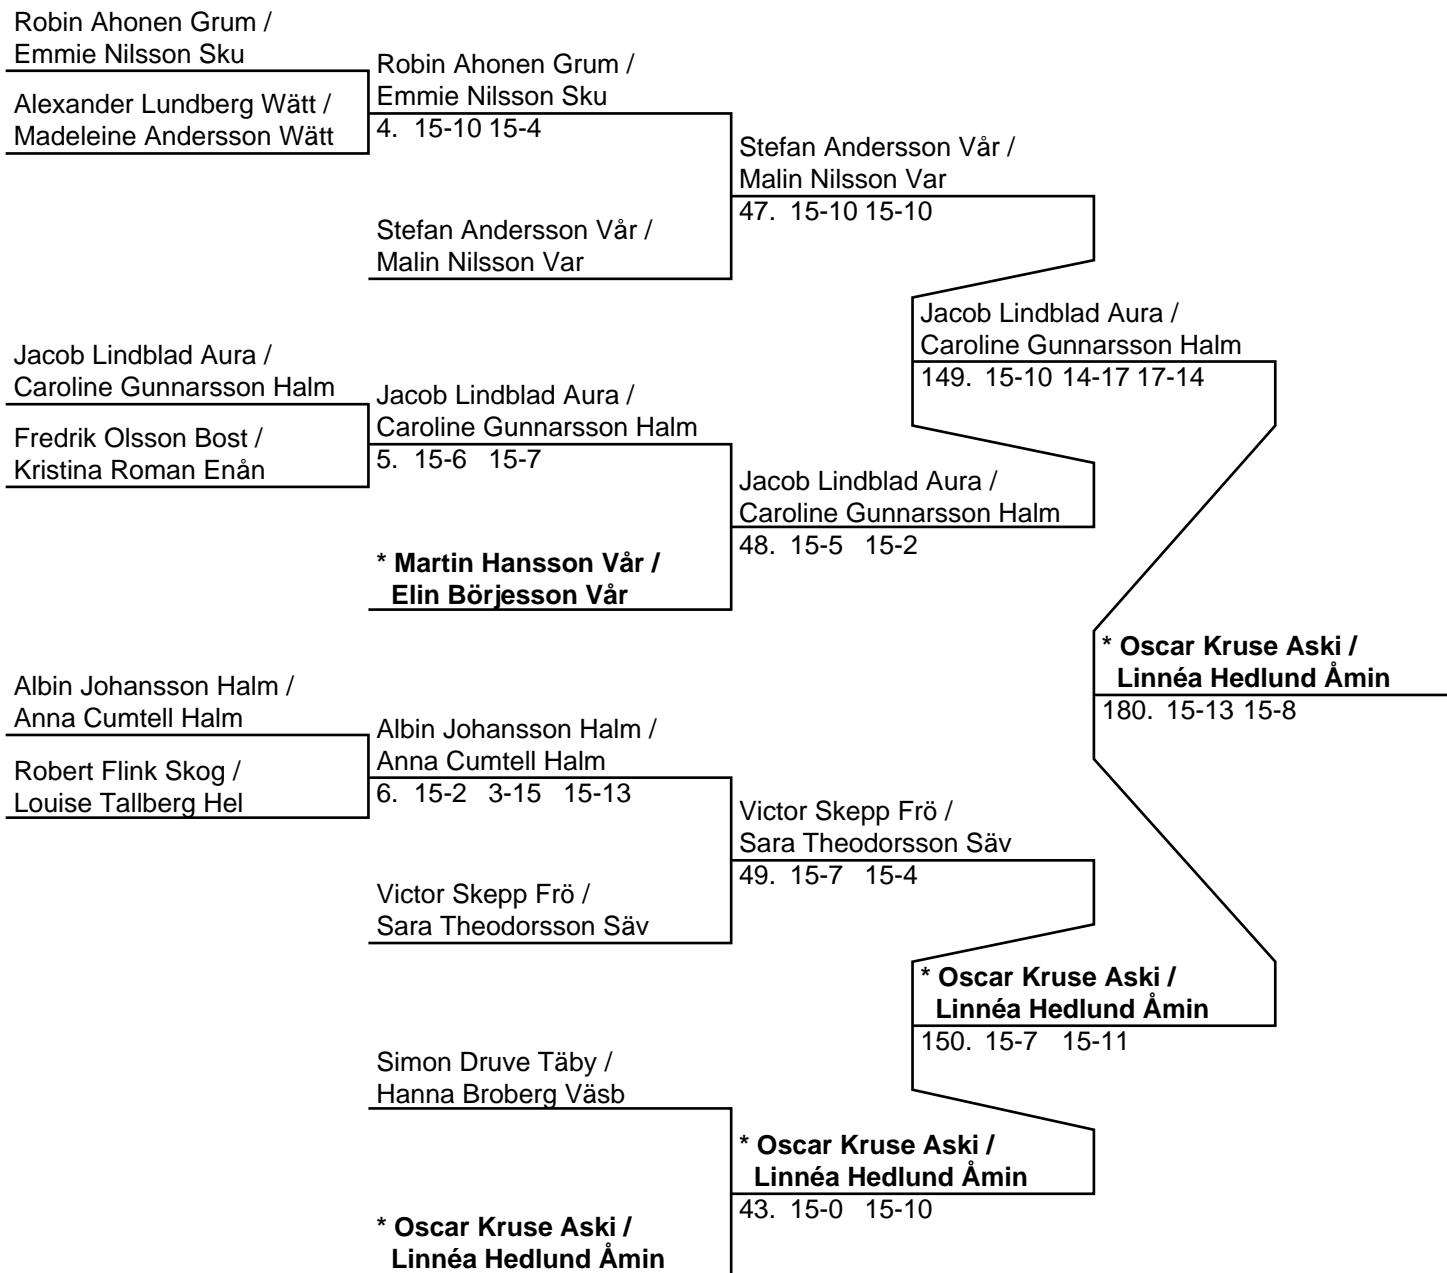 Robin Ahonen Grum /
Emmie Nilsson Sku
Alexander Lundberg Wätt /
Madeleine Andersson Wätt
Jacob Lindblad Aura /
Caroline Gunnarsson Halm
Fredrik Olsson Bost /
Kristina Roman Enån
Albin Johansson Halm /
Anna Cumtell Halm
Robert Flink Skog /
Louise Tallberg Hel
Robin Ahonen Grum /
Emmie Nilsson Sku
4. 15-10 15-4
Stefan Andersson Vår /
Malin Nilsson Var
Jacob Lindblad Aura /
Caroline Gunnarsson Halm
5. 15-6 15-7
* Martin Hansson Vår /
Elin Börjesson Vår
Albin Johansson Halm /
Anna Cumtell Halm
6. 15-2 3-15 15-13
Victor Skepp Frö /
Sara Theodorsson Säv
Simon Druve Täby /
Hanna Broberg Väsb
* Oscar Kruse Aski /
Linnéa Hedlund Åmin
Stefan Andersson Vår /
Malin Nilsson Var
47. 15-10 15-10
Jacob Lindblad Aura /
Caroline Gunnarsson Halm
48. 15-5 15-2
Victor Skepp Frö /
Sara Theodorsson Säv
49. 15-7 15-4
* Oscar Kruse Aski /
Linnéa Hedlund Åmin
43. 15-0 15-10
Jacob Lindblad Aura /
Caroline Gunnarsson Halm
149. 15-10 14-17 17-14
* Oscar Kruse Aski /
Linnéa Hedlund Åmin
150. 15-7 15-11
* Oscar Kruse Aski /
Linnéa Hedlund Åmin
180. 15-13 15-8